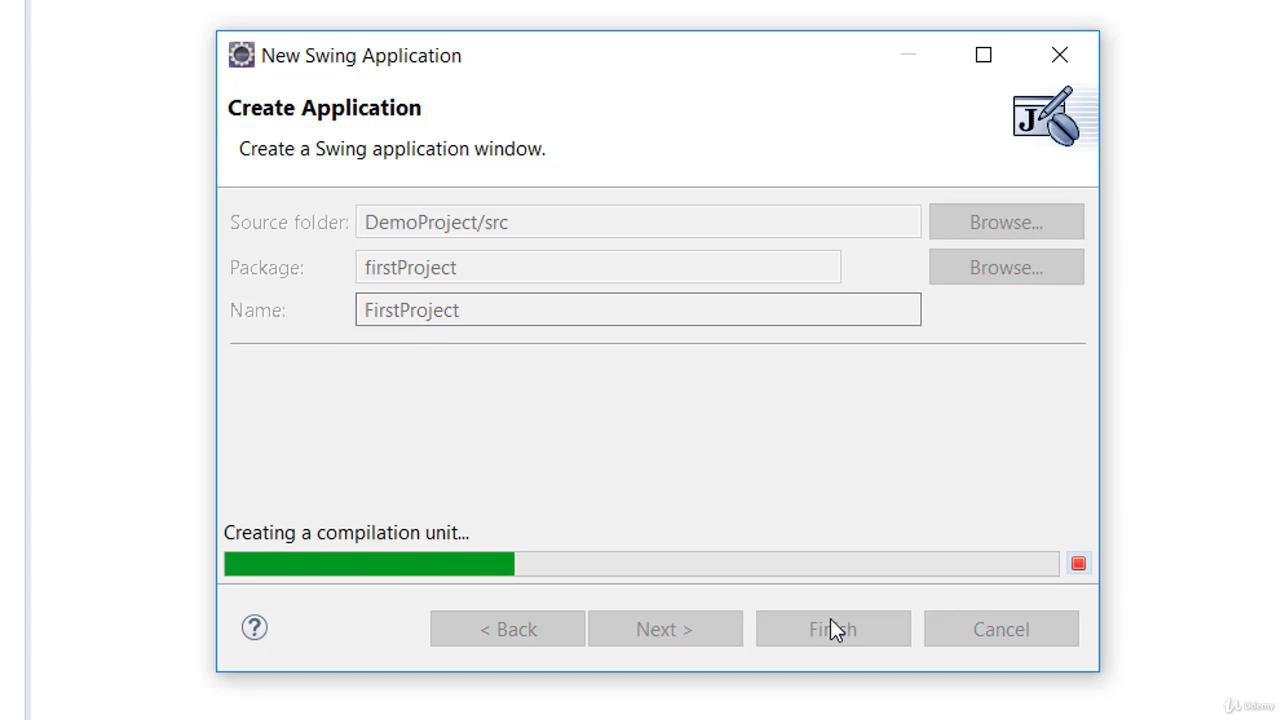 New Swing Application
Create Application
Create a Swing application window.
Source folder: DemoProject/src Browse...
Package: firstProject Browse...
Name: FirstProject
Creating a compilation unit...
? < Back Next > Finish Cancel
Udemy